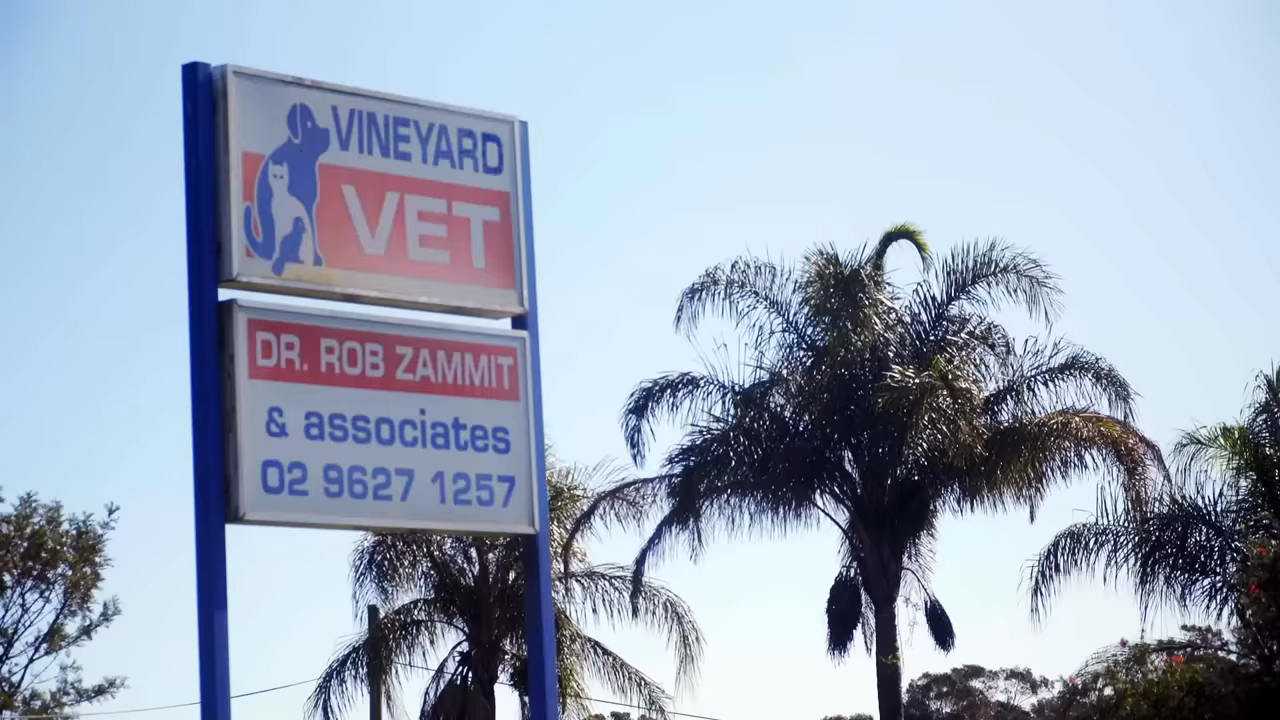 VINEYARD
VET
DR. ROB ZAMMIT
& associates
02 9627 1257